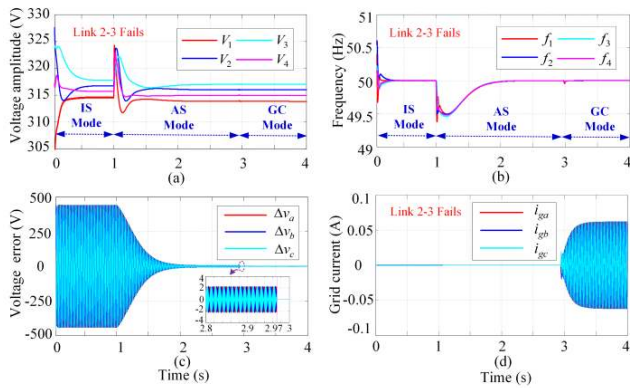 Voltage amplitude (V)
330
325
320
315
310
305
Link 2-3 Fails
V1
V2
V3
V4
IS
Mode
AS
Mode
GC
Mode
0 1 2 3 4
(a)
Frequency (Hz)
51
50.5
50
49.5
49
Link 2-3 Fails
f1
f2
f3
f4
IS
Mode
AS
Mode
GC
Mode
0 1 2 3 4
(b)
Voltage error (V)
500
250
0
-250
-500
Δva
Δvb
Δvc
4
2
0
-2
-4
2.8 2.9 2.97 3
0 1 2 3 4
(c)
Time (s)
Grid current (A)
0.1
0.05
0
-0.05
-0.1
Link 2-3 Fails
iga
igb
igc
0 1 2 3 4
(d)
Time (s)